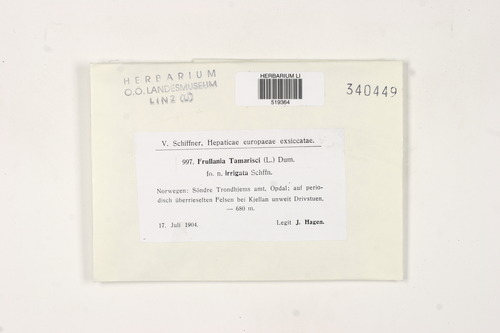 HERBARIUM
O.Ö. LANDESMUSEUM
LINZ
HERBARIUM LI
519364
340449
V. Schiffner, Hepaticae europaeae exsiccatae.
997. Frullania Tamarisci (L.) Dum.
fo. n. irrigata Schffn.
Norwegen: Söndre Trondhjems amt, Opdal; auf perio-
disch überrieselten Felsen bei Kjellan unweit Drivstuen,
— 680 m.
17. Juli 1904.
Legit J. Hagen.